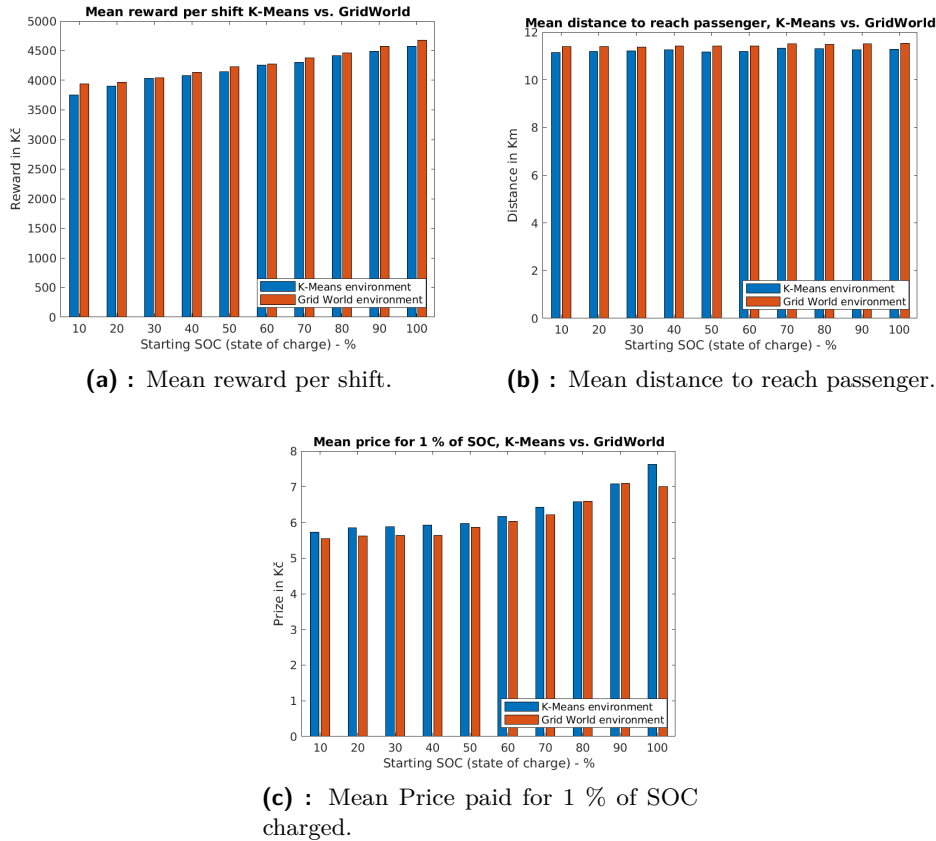 Mean reward per shift K-Means vs. GridWorld
5000
4500
4000
3500
3000
2500
2000
1500
1000
500
0
Reward in Kč
K-Means environment
Grid World environment
10 20 30 40 50 60 70 80 90 100
Starting SOC (state of charge) - %
(a) : Mean reward per shift.
Mean distance to reach passenger, K-Means vs. GridWorld
12
10
8
6
4
2
0
Distance in Km
K-Means environment
Grid World environment
10 20 30 40 50 60 70 80 90 100
Starting SOC (state of charge) - %
(b) : Mean distance to reach passenger.
Mean price for 1 % of SOC, K-Means vs. GridWorld
8
7
6
5
4
3
2
1
0
Prize in Kč
K-Means environment
Grid World environment
10 20 30 40 50 60 70 80 90 100
Starting SOC (state of charge) - %
(c) : Mean Price paid for 1 % of SOC
charged.